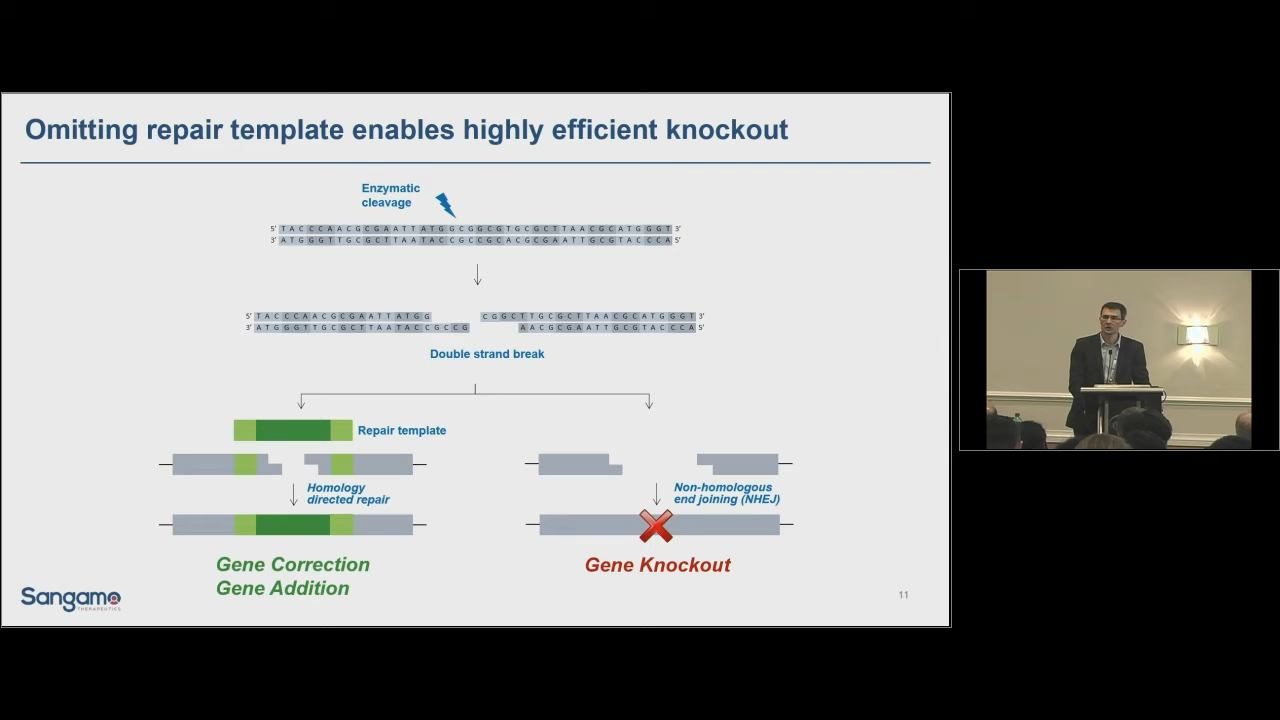 Omitting repair template enables highly efficient knockout
Enzymatic
cleavage
5' TACCCAACGCGAATTATGGCGGCGTGCGCTTAACGCATGGGT 3'
3' ATGGGTTGCGCTTAATACCGCCGCACGCGAATTGCGTACCCA 5'
5' TACCCAACGCGAATTATGG CGGCTTGCGCTTAACGCATGGGT 3'
3' ATGGGTTGCGCTTAATACCGCCG AACGCGAATTGCGTACCCA 5'
Double strand break
Repair template
Homology
directed repair
Non-homologous
end joining (NHEJ)
Gene Correction
Gene Addition
Gene Knockout
Sangamo
THERAPEUTICS
11